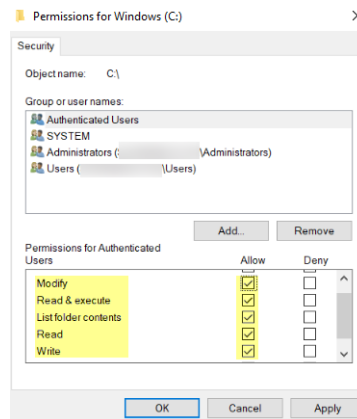 Permissions for Windows (C:)
Security
Object name: C:\
Group or user names:
Authenticated Users
SYSTEM
Administrators ( \Administrators)
Users ( \Users)
Add... Remove
Permissions for Authenticated
Users Allow Deny
Modify
Read & execute
List folder contents
Read
Write
OK Cancel Apply